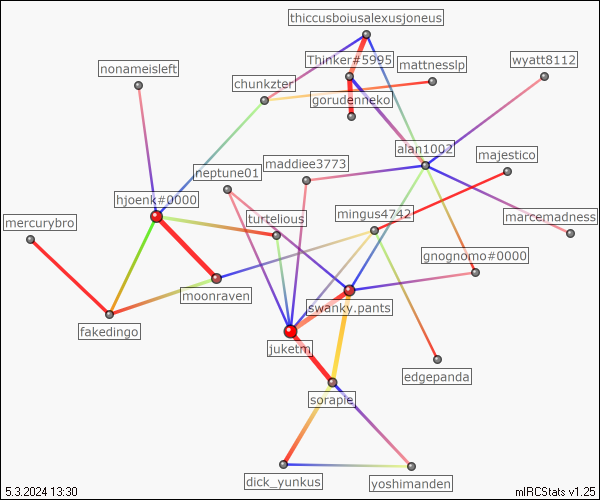 thiccusboiusalexusjoneus
Thinker#5995
nonameisleft
mattnesslp
wyatt8112
chunkzter
gorudenneko
alan1002
majestico
maddiee3773
neptune01
hjoenk#0000
mercurybro
turtelious
mingus4742
marcemadness
gnognomo#0000
moonraven
swanky.pants
fakedingo
juketm
edgepanda
sorapie
dick_yunkus
yoshimanden
5.3.2024 13:30
mIRCStats v1.25